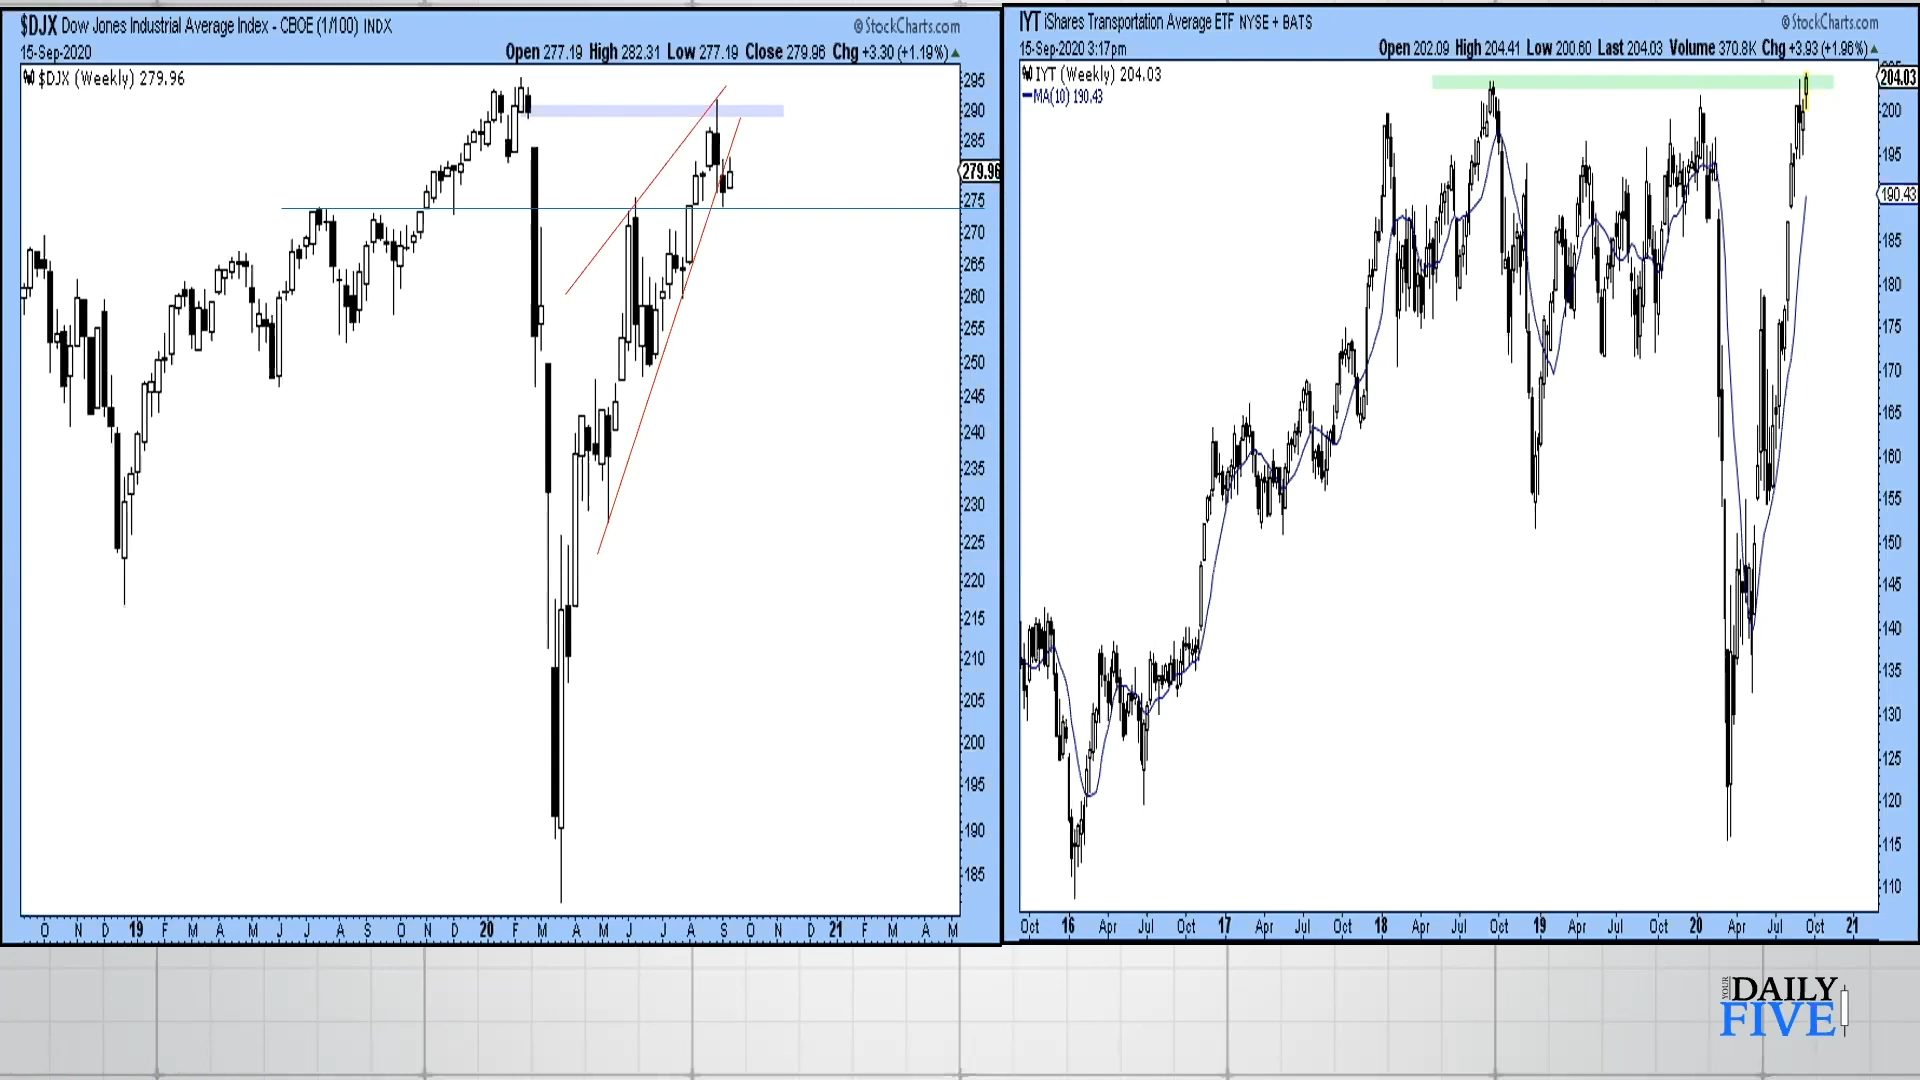 $DJX Dow Jones Industrial Average Index - CBOE (1/100) INDX
© StockCharts.com
15-Sep-2020
Open 277.19 High 282.31 Low 277.19 Close 279.96 Chg +3.30 (+1.19%)
$DJX (Weekly) 279.96
295
290
285
279.96
275
270
265
260
255
250
245
240
235
230
225
220
215
210
205
200
195
190
185
O N D 19 F M A M J J A S O N D 20 F M A M J J A S O N D 21 F M A M
IYT iShares Transportation Average ETF NYSE + BATS
© StockCharts.com
15-Sep-2020 3:17pm
Open 202.09 High 204.41 Low 200.60 Last 204.03 Volume 370.8K Chg +3.93 (+1.96%)
IYT (Weekly) 204.03
MA(10) 190.43
204.03
200
195
190.43
185
180
175
170
165
160
155
150
145
140
135
130
125
120
115
110
Oct 16 Apr Jul Oct 17 Apr Jul Oct 18 Apr Jul Oct 19 Apr Jul Oct 20 Apr Jul Oct 21
YOUR
DAILY
FIVE